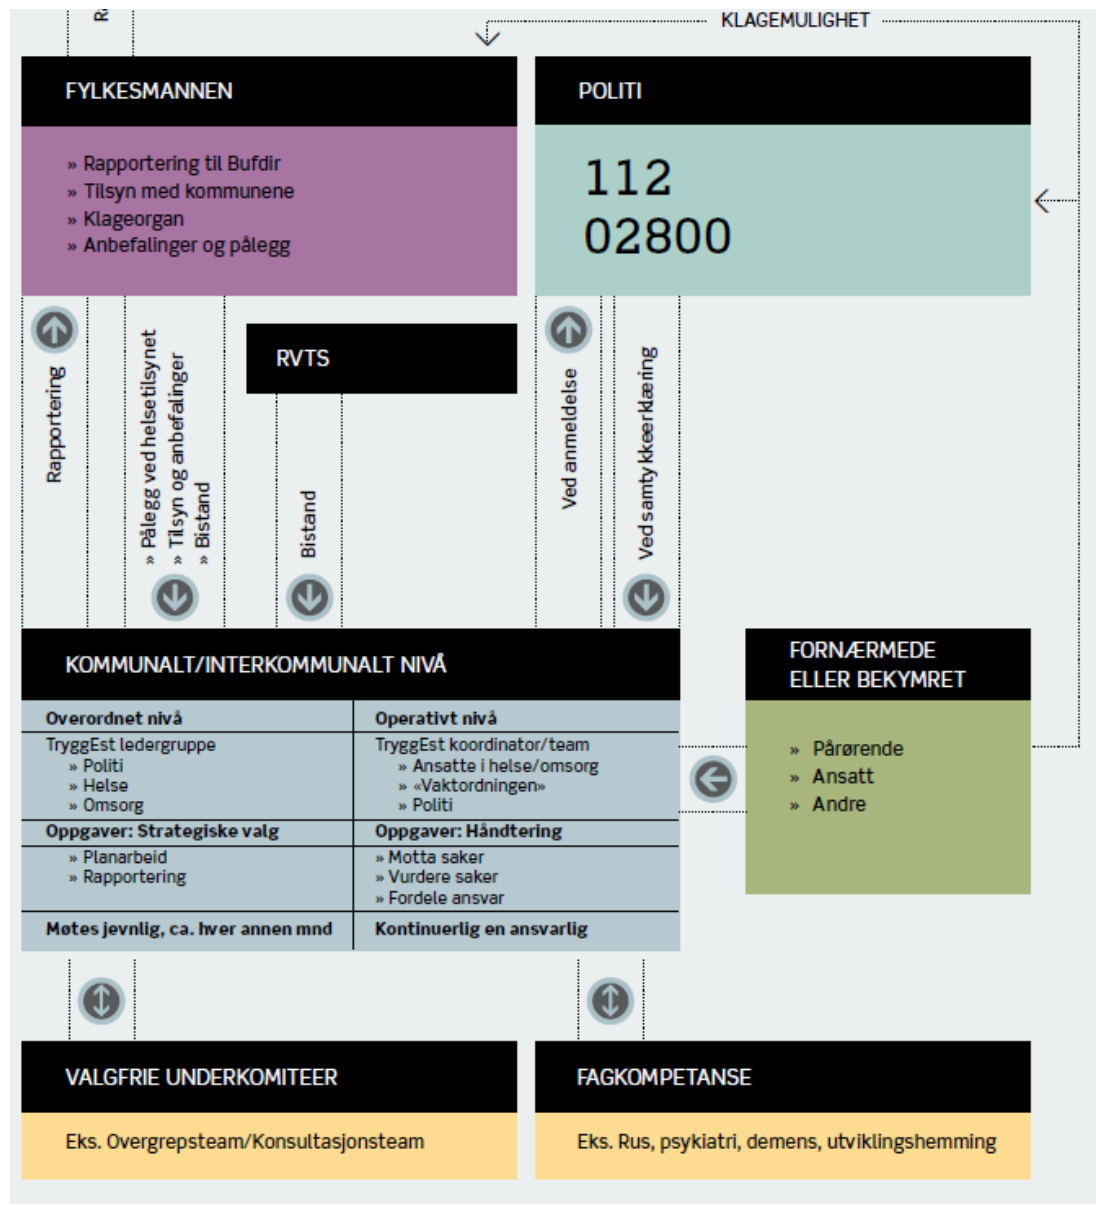 KLAGEMULIGHET
FYLKESMANNEN
» Rapportering til Bufdir
» Tilsyn med kommunene
» Klageorgan
» Anbefalinger og pålegg
POLITI
112
02800
Rapportering
» Pålegg ved helsetilsynet
» Tilsyn og anbefalinger
» Bistand
RVTS
Bistand
Ved anmeldelse
Ved samtykkeerklæring
KOMMUNALT/INTERKOMMUNALT NIVÅ
Overordnet nivå
TryggEst ledergruppe
» Politi
» Helse
» Omsorg
Oppgaver: Strategiske valg
» Planarbeid
» Rapportering
Møtes jevnlig, ca. hver annen mnd
Operativt nivå
TryggEst koordinator/team
» Ansatte i helse/omsorg
» «Vaktordningen»
» Politi
Oppgaver: Håndtering
» Motta saker
» Vurdere saker
» Fordele ansvar
Kontinuerlig en ansvarlig
FORNÆRMEDE
ELLER BEKYMRET
» Pårørende
» Ansatt
» Andre
VALGFRIE UNDERKOMITEER
Eks. Overgrepsteam/Konsultasjonsteam
FAGKOMPETANSE
Eks. Rus, psykiatri, demens, utviklingshemming